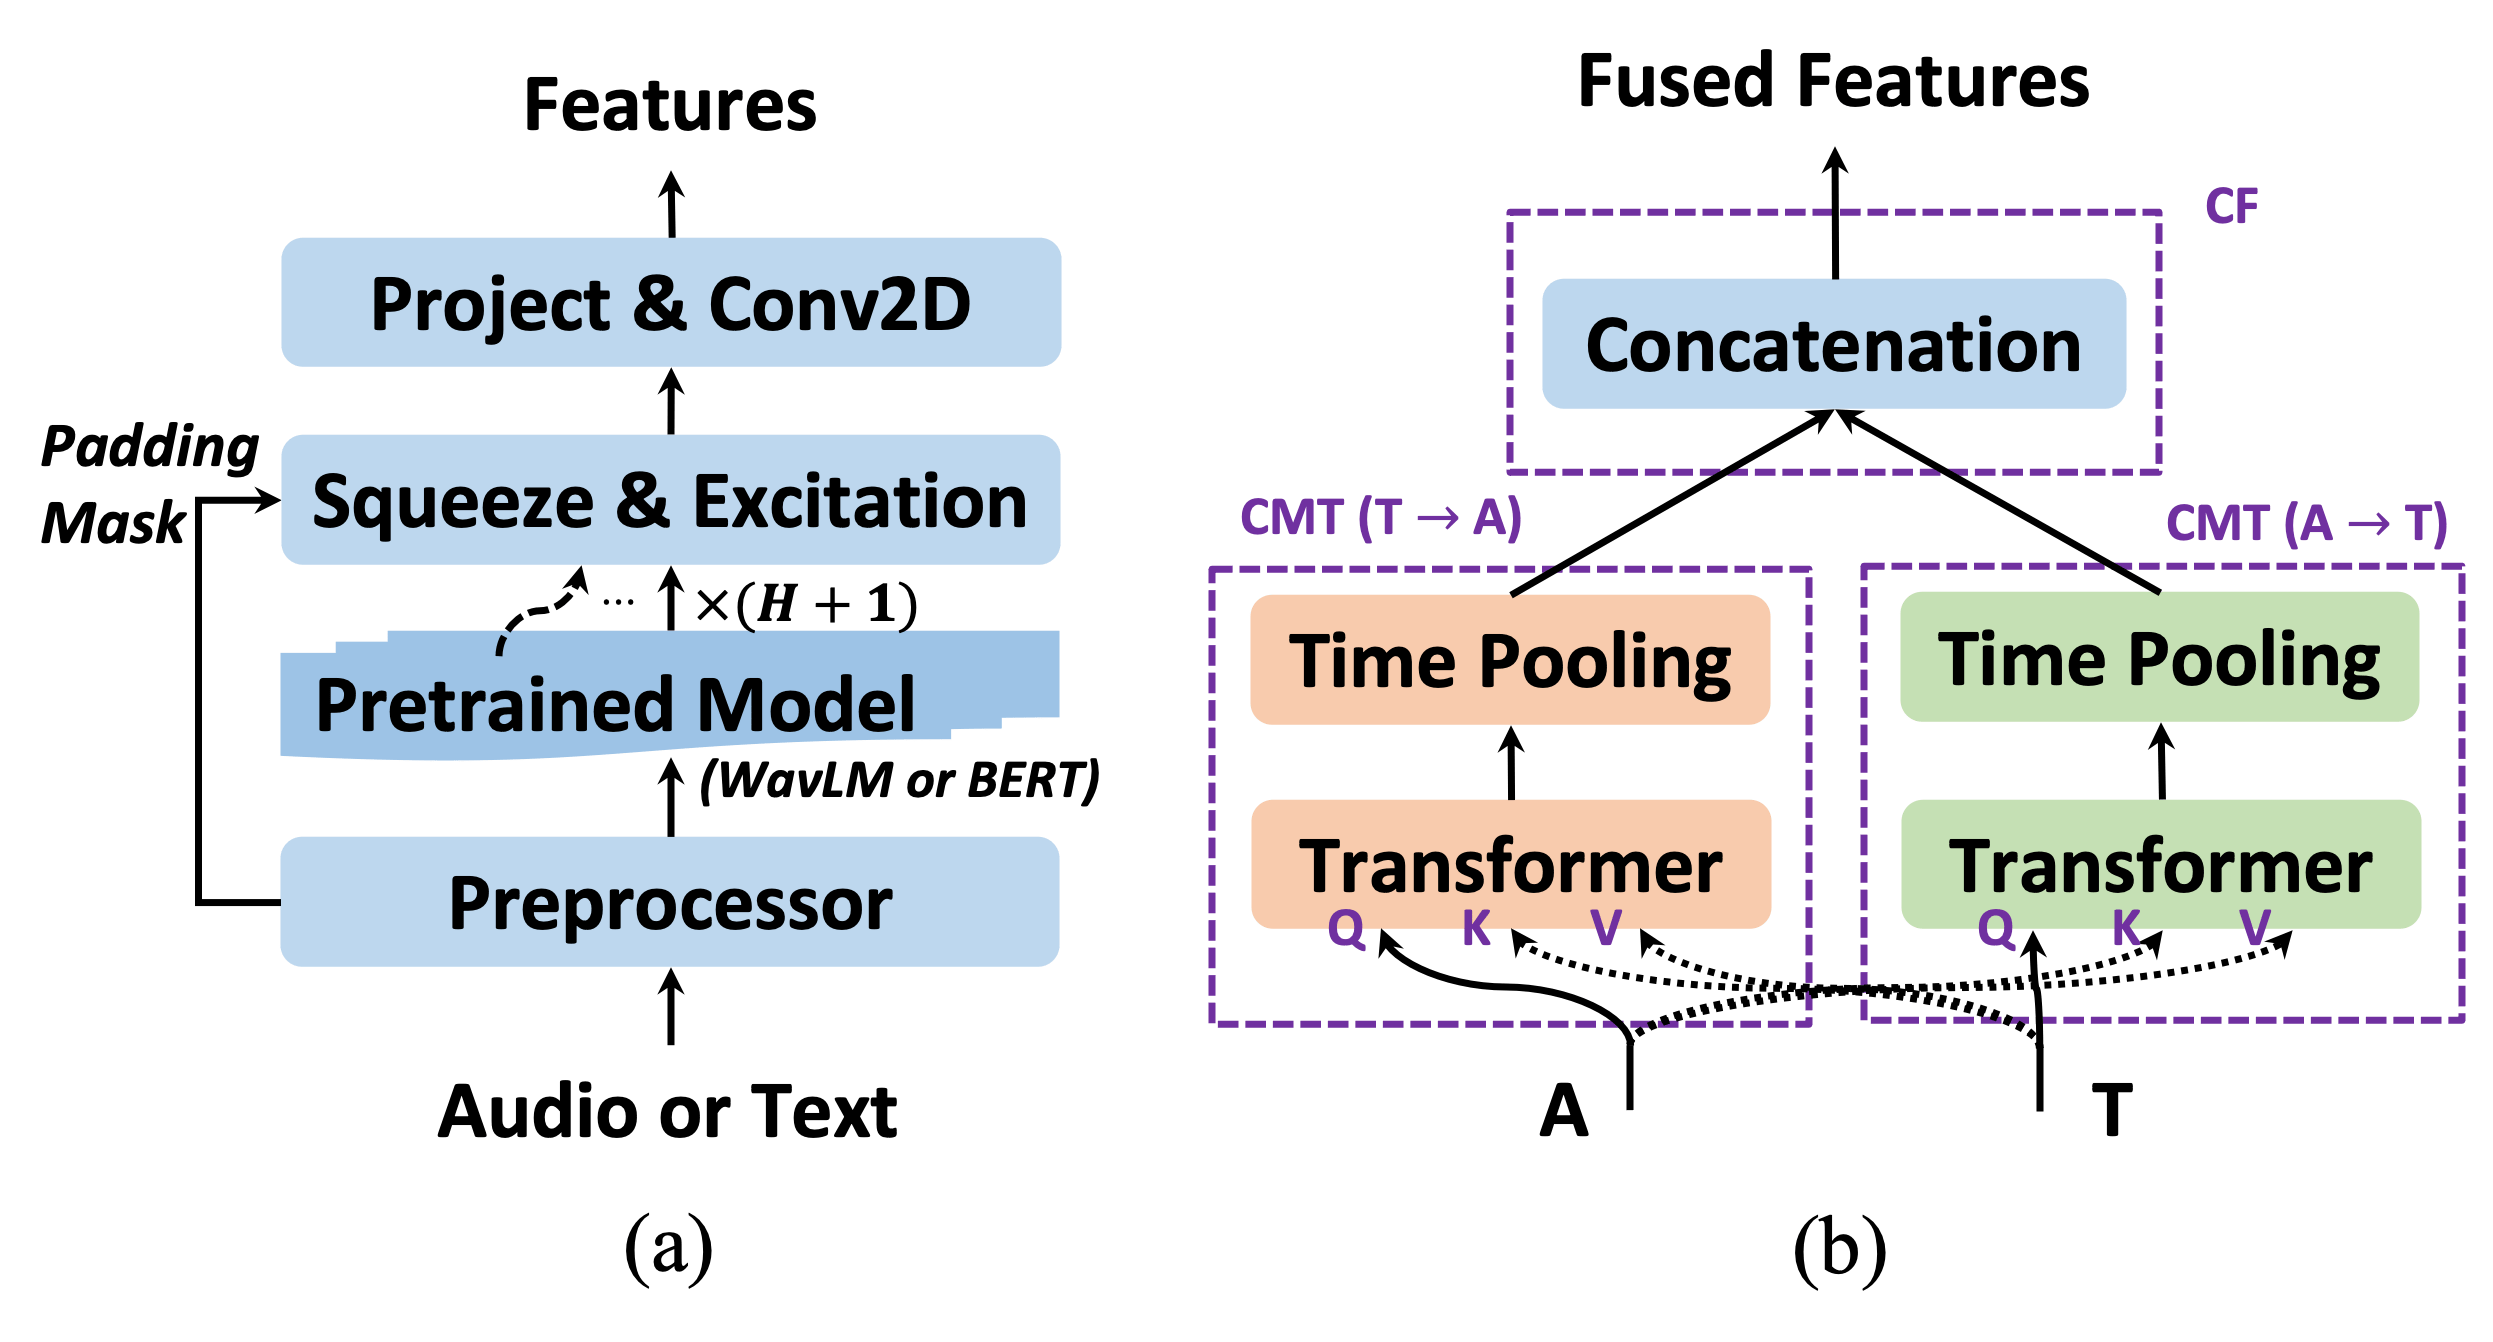 Features
Project & Conv2D
Padding
Mask
Squeeze & Excitation
... ×(H + 1)
Pretrained Model
(WavLM or BERT)
Preprocessor
Audio or Text
(a)
Fused Features
CF
Concatenation
CMT (T → A)
CMT (A → T)
Time Pooling
Time Pooling
Transformer
Q K V
Transformer
Q K V
A
T
(b)